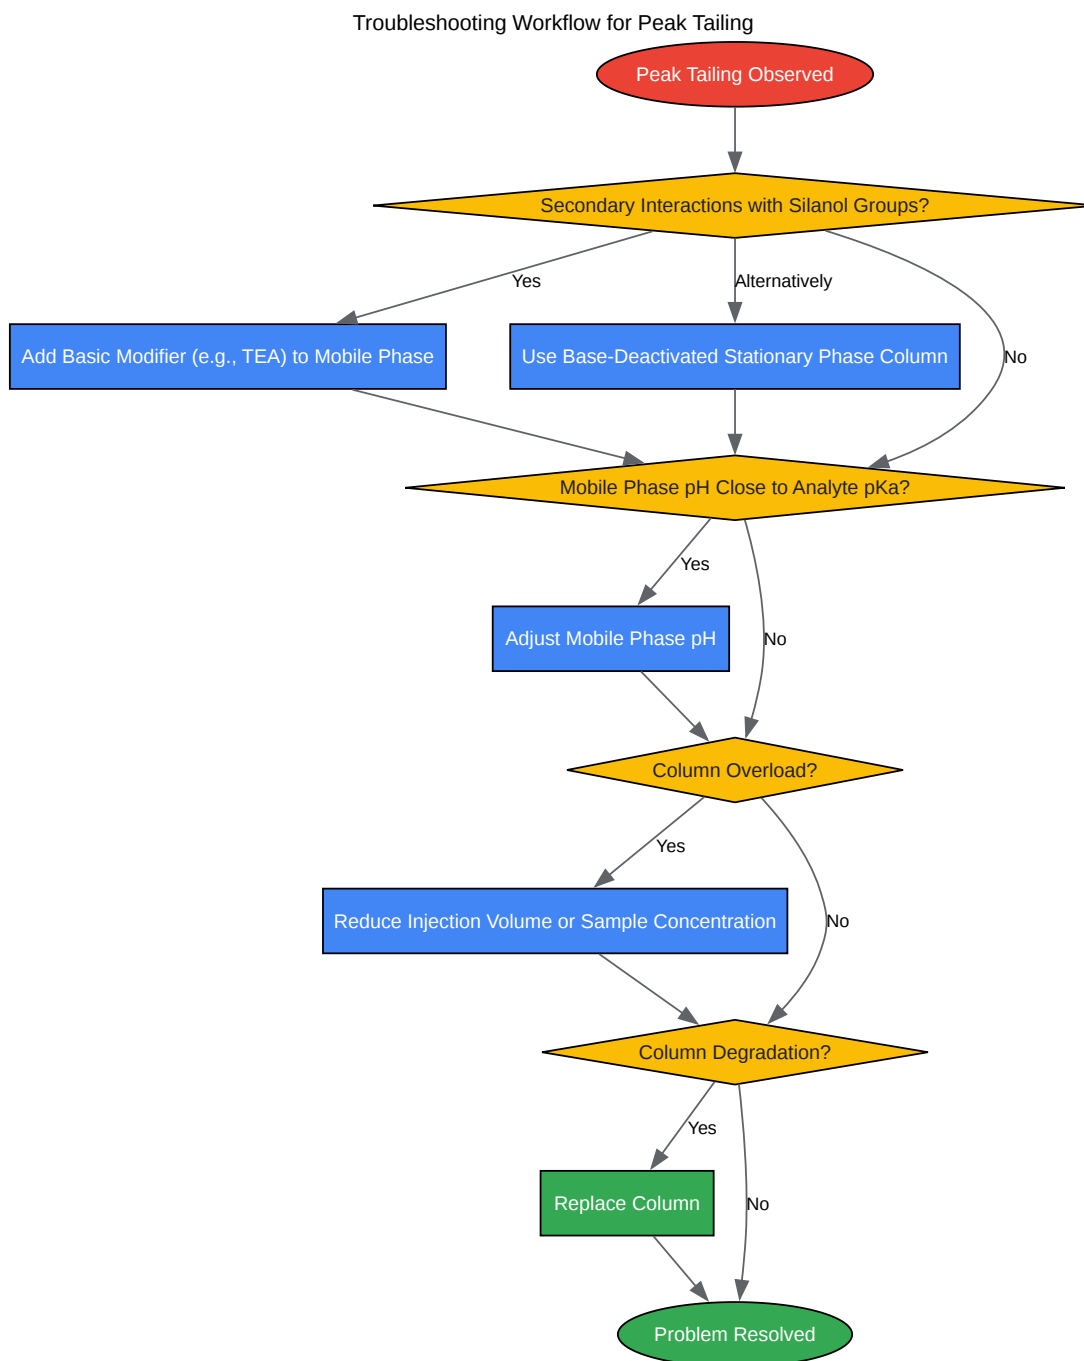 Troubleshooting Workflow for Peak Tailing
Peak Tailing Observed
Secondary Interactions with Silanol Groups?
Yes
Alternatively
No
Add Basic Modifier (e.g., TEA) to Mobile Phase
Use Base-Deactivated Stationary Phase Column
Mobile Phase pH Close to Analyte pKa?
Yes
Adjust Mobile Phase pH
No
Column Overload?
Yes
Reduce Injection Volume or Sample Concentration
No
Column Degradation?
Yes
Replace Column
No
Problem Resolved